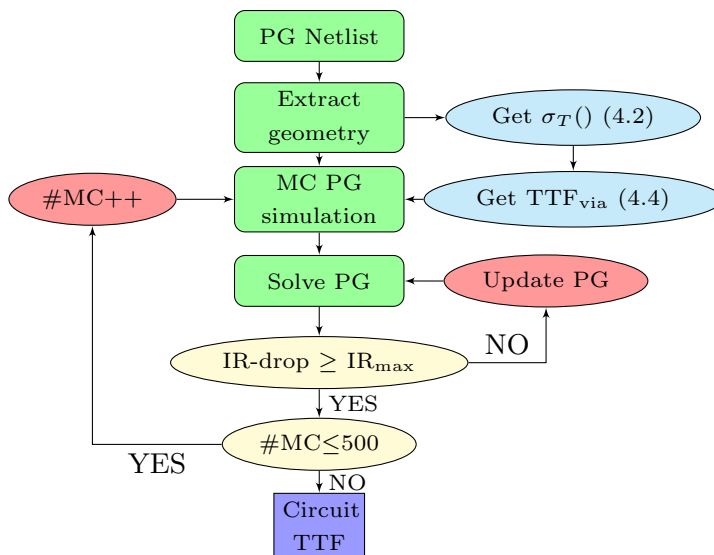 PG Netlist
Extract
geometry
Get σ_T() (4.2)
#MC++
MC PG
simulation
Get TTF_via (4.4)
Solve PG
Update PG
IR-drop ≥ IR_max
NO
YES
#MC≤500
YES
NO
Circuit
TTF